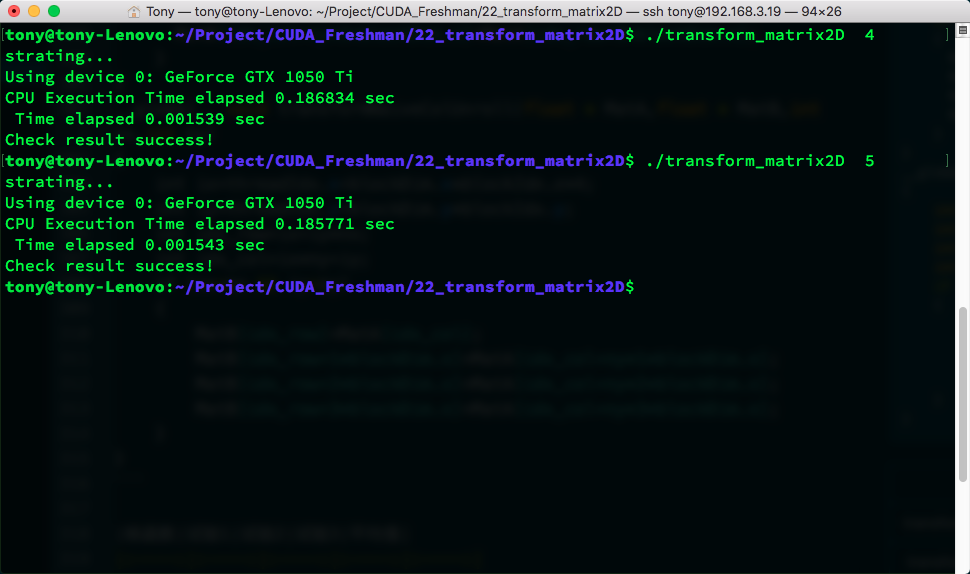 Tony — tony@tony-Lenovo: ~/Project/CUDA_Freshman/22_transform_matrix2D — ssh tony@192.168.3.19 — 94×26
[tony@tony-Lenovo:~/Project/CUDA_Freshman/22_transform_matrix2D$ ./transform_matrix2D  4 ]
strating...
Using device 0: GeForce GTX 1050 Ti
CPU Execution Time elapsed 0.186834 sec
 Time elapsed 0.001539 sec
Check result success!
[tony@tony-Lenovo:~/Project/CUDA_Freshman/22_transform_matrix2D$ ./transform_matrix2D  5 ]
strating...
Using device 0: GeForce GTX 1050 Ti
CPU Execution Time elapsed 0.185771 sec
 Time elapsed 0.001543 sec
Check result success!
tony@tony-Lenovo:~/Project/CUDA_Freshman/22_transform_matrix2D$